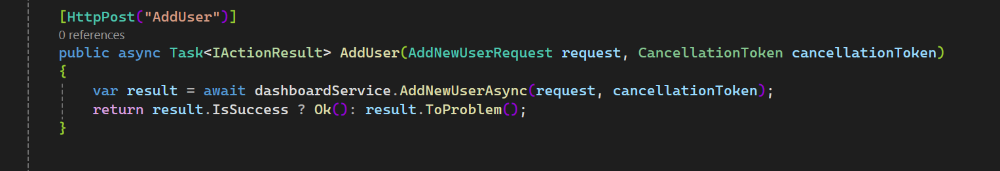 [HttpPost("AddUser")]
0 references
public async Task<IActionResult> AddUser(AddNewUserRequest request, CancellationToken cancellationToken)
{
var result = await dashboardService.AddNewUserAsync(request, cancellationToken);
return result.IsSuccess ? Ok(): result.ToProblem();
}